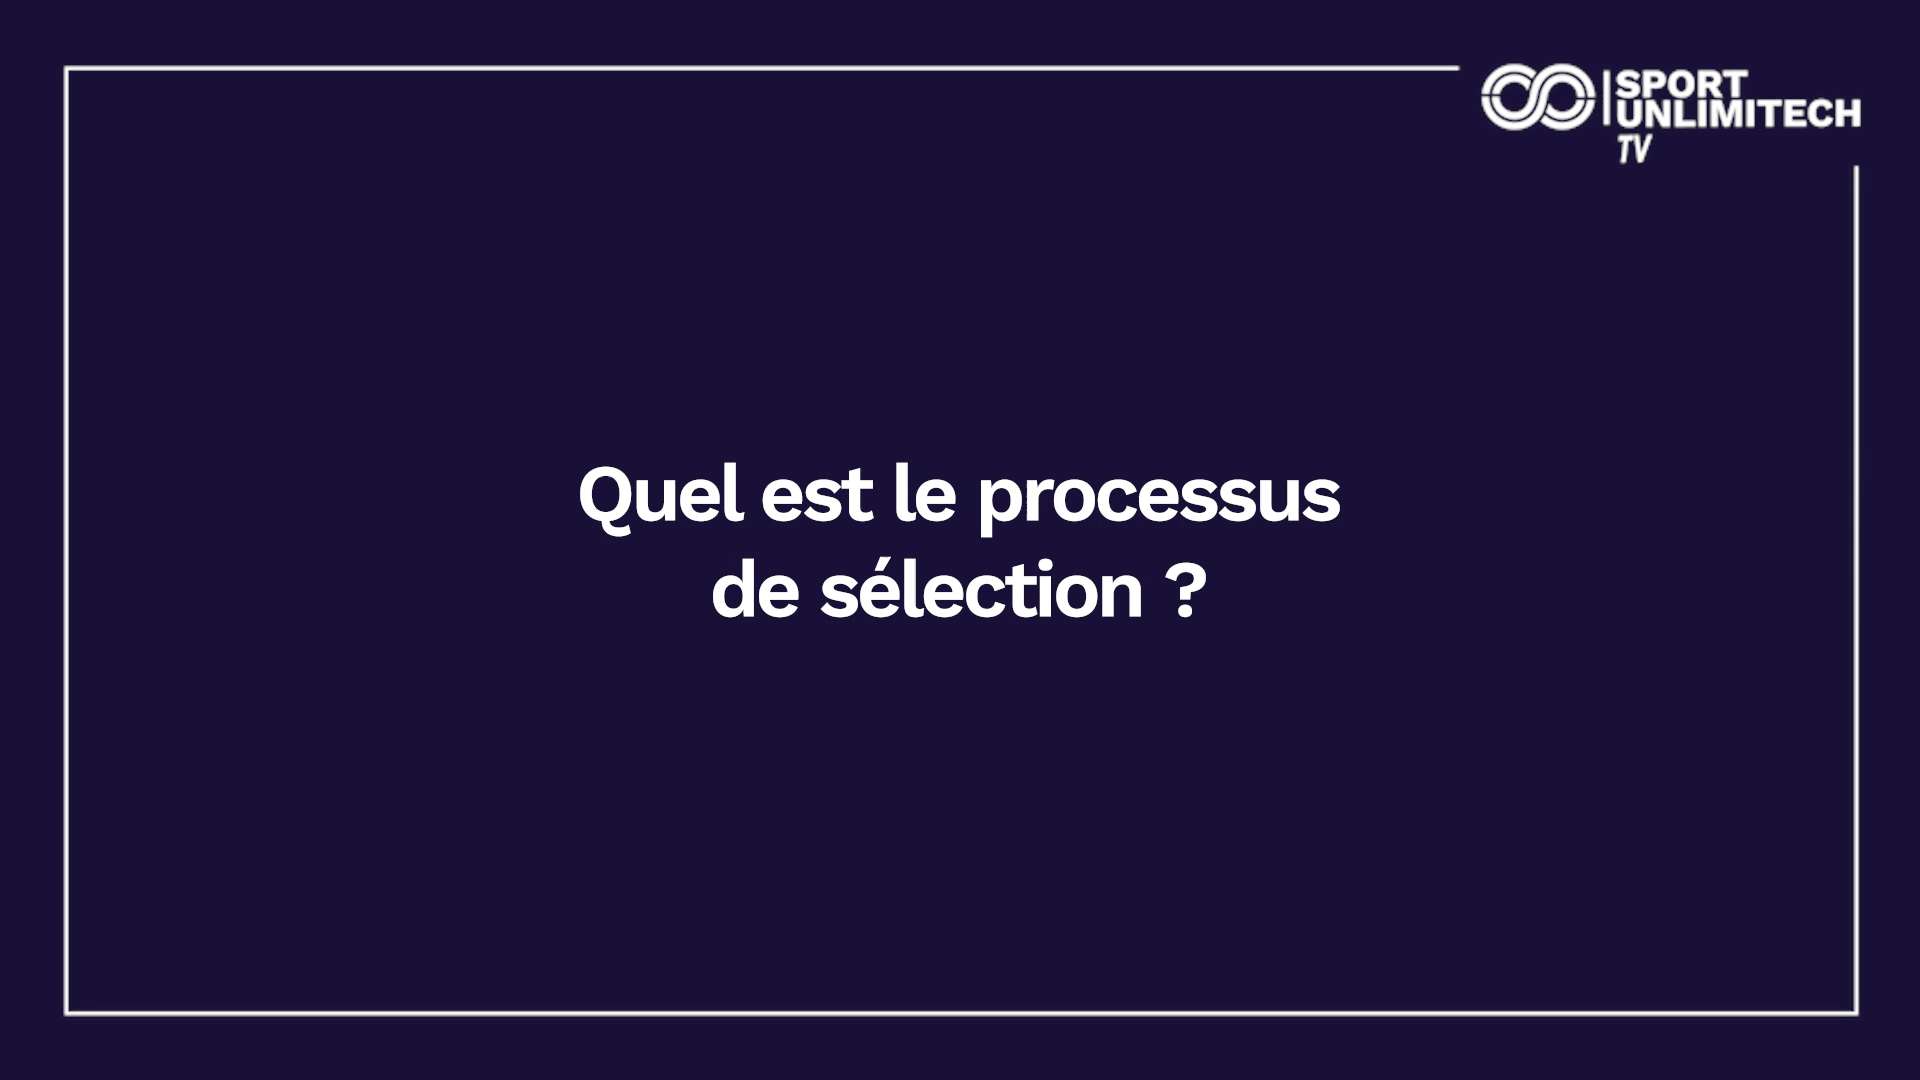 SPORT
UNLIMITECH
TV
Quel est le processus
de sélection ?